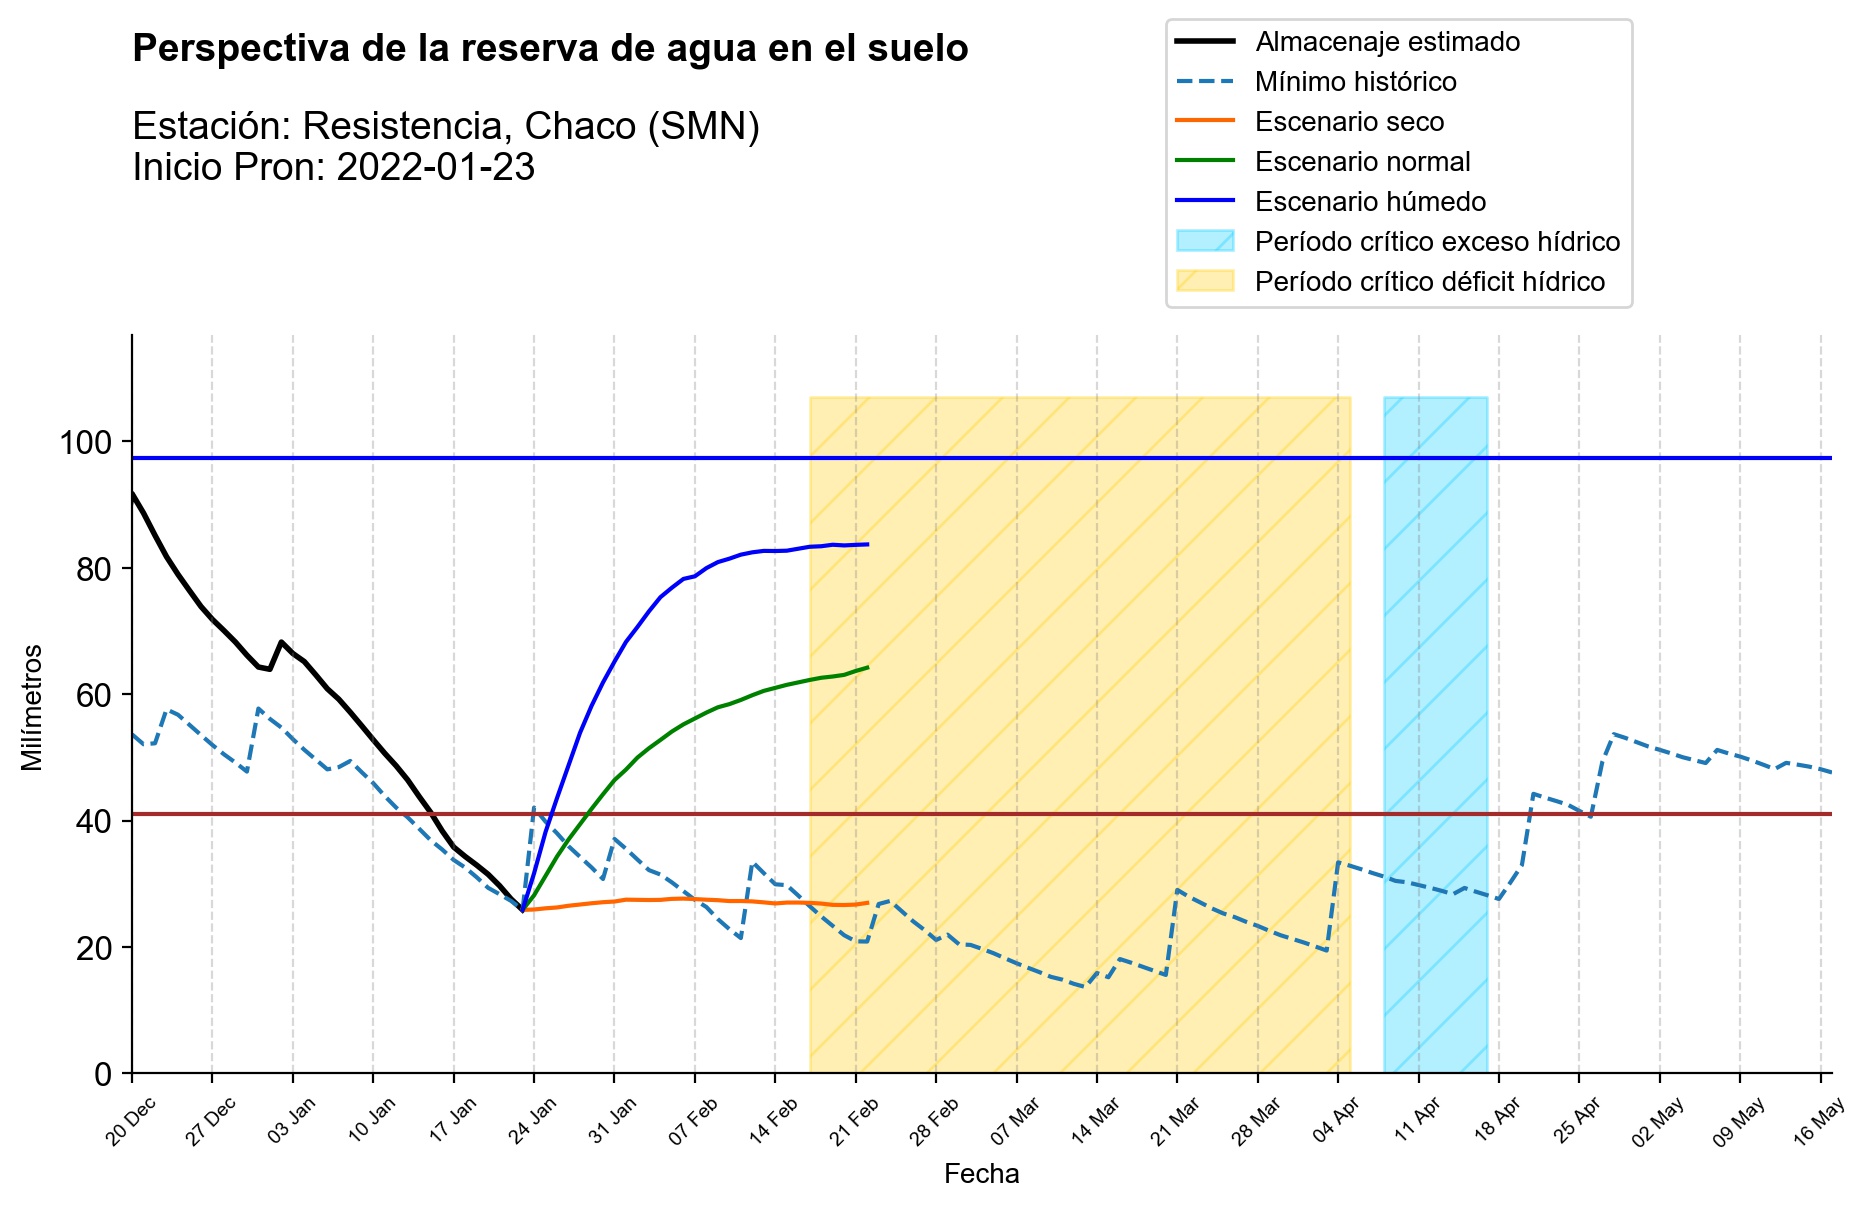 Perspectiva de la reserva de agua en el suelo
Estación: Resistencia, Chaco (SMN)
Inicio Pron: 2022-01-23
Almacenaje estimado
Mínimo histórico
Escenario seco
Escenario normal
Escenario húmedo
Período crítico exceso hídrico
Período crítico déficit hídrico
Milímetros
100
80
60
40
20
0
20 Dec
27 Dec
03 Jan
10 Jan
17 Jan
24 Jan
31 Jan
07 Feb
14 Feb
21 Feb
28 Feb
07 Mar
14 Mar
21 Mar
28 Mar
04 Apr
11 Apr
18 Apr
25 Apr
02 May
09 May
16 May
Fecha